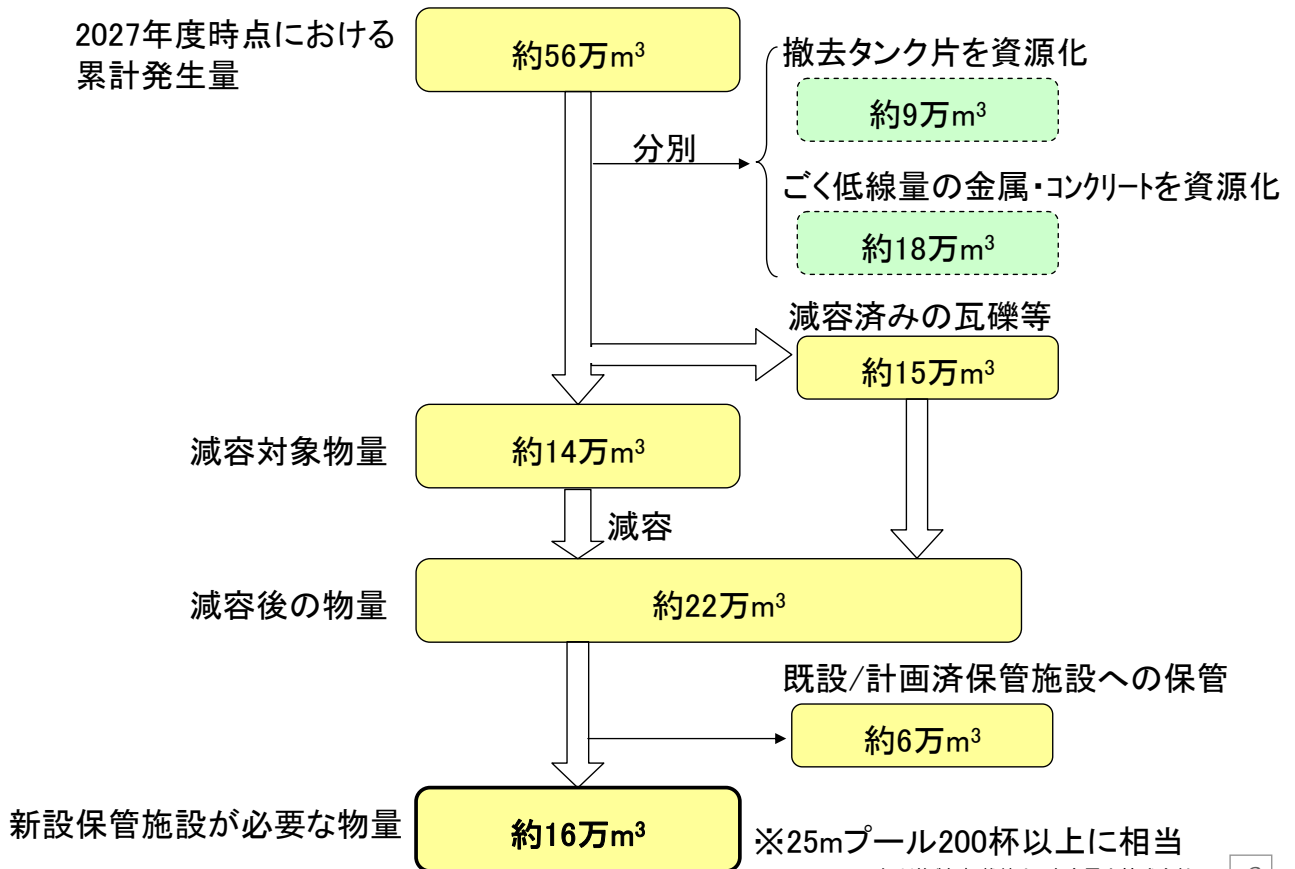 2027年度時点における
累計発生量
約56万m³
撤去タンク片を資源化
約9万m³
分別
ごく低線量の金属・コンクリートを資源化
約18万m³
減容済みの瓦礫等
約15万m³
減容対象物量
約14万m³
減容
減容後の物量
約22万m³
既設/計画済保管施設への保管
約6万m³
新設保管施設が必要な物量
約16万m³
※25mプール200杯以上に相当